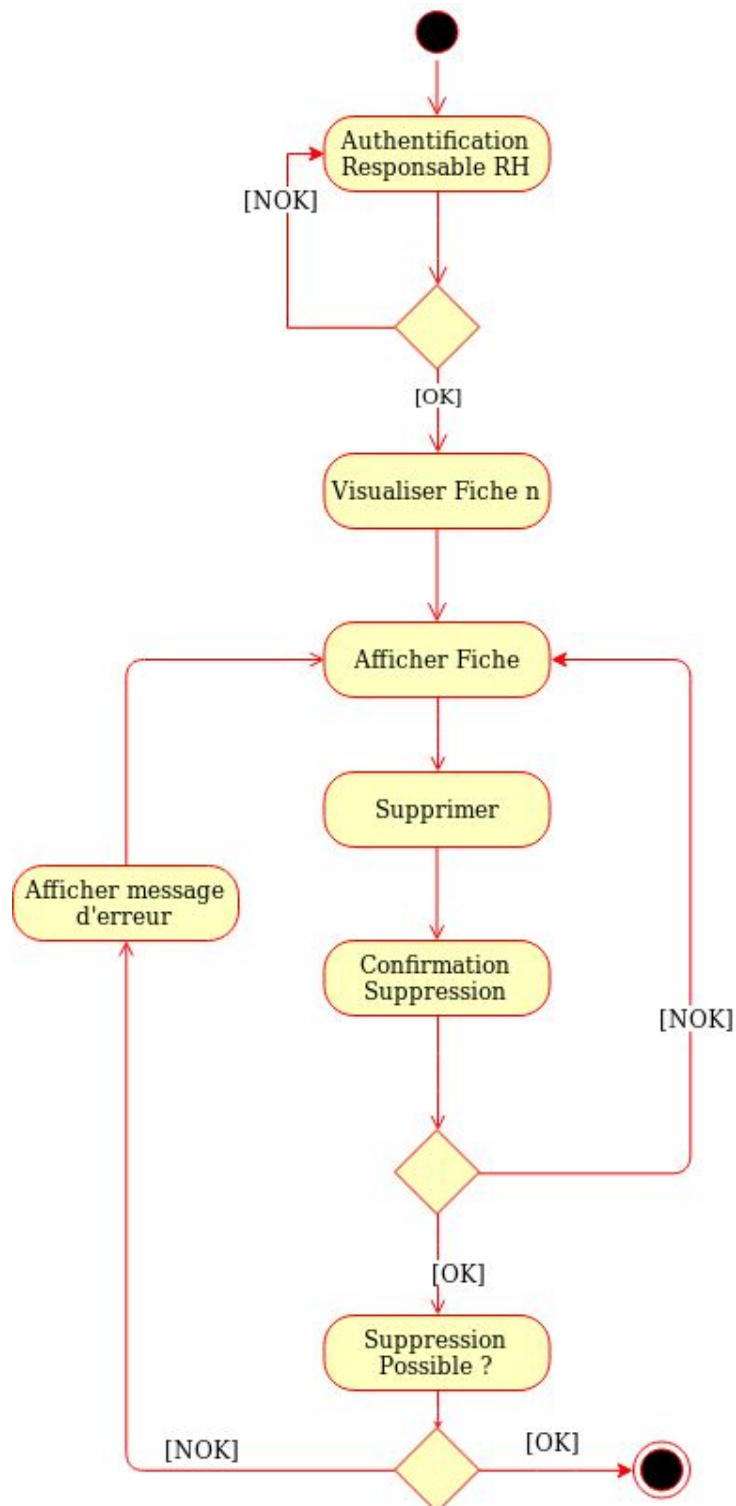 Authentification
Responsable RH
[NOK]
[OK]
Visualiser Fiche n
Afficher Fiche
Supprimer
Afficher message
d'erreur
Confirmation
Suppression
[NOK]
[OK]
Suppression
Possible ?
[NOK]
[OK]